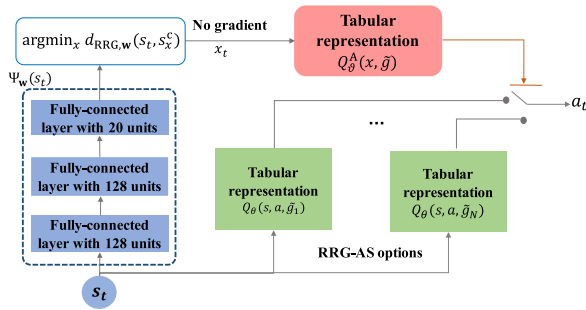 argminₓ d_RRG,𝐰(s_t, s_x^c)
No gradient
x_t
Tabular
representation
Q_ϑ^A(x, g̃)
Ψ_𝐰(s_t)
Fully-connected
layer with 20 units
Fully-connected
layer with 128 units
Fully-connected
layer with 128 units
...
a_t
Tabular
representation
Q_θ(s, a, g̃_1)
Tabular
representation
Q_θ(s, a, g̃_N)
RRG-AS options
s_t